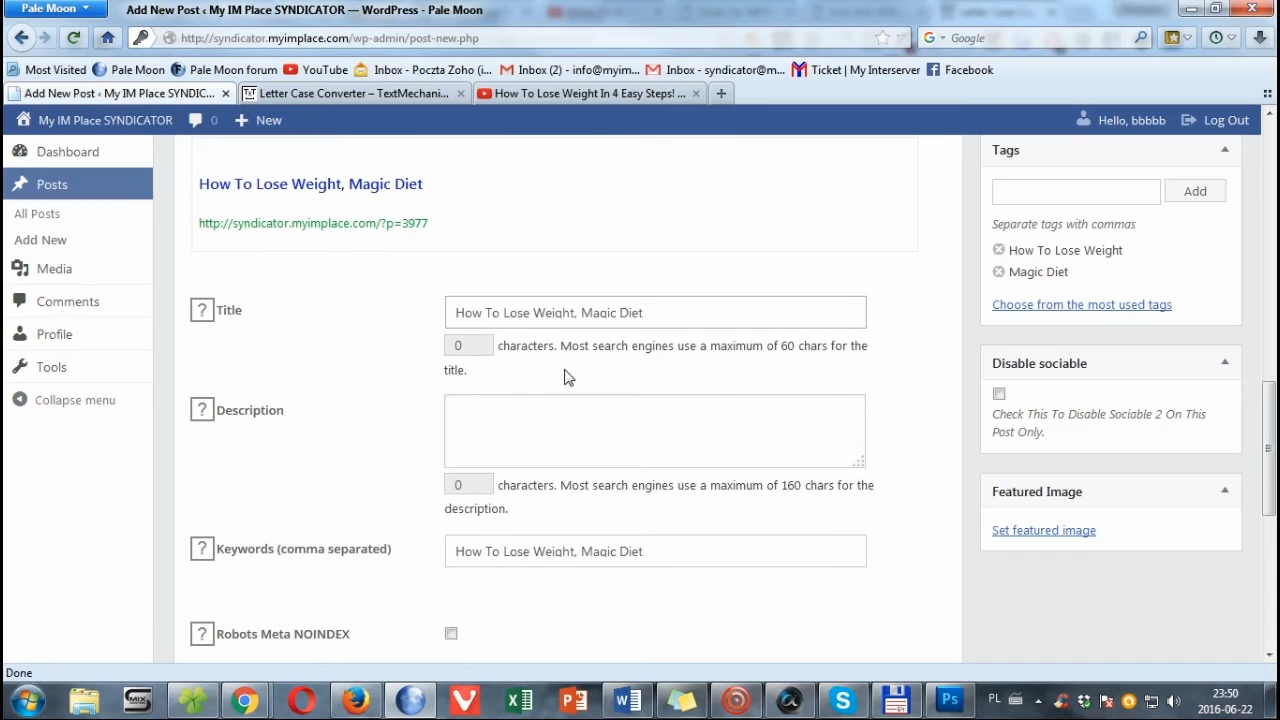 Pale Moon
Add New Post ‹ My IM Place SYNDICATOR — WordPress - Pale Moon
http://syndicator.myimplace.com/wp-admin/post-new.php
Google
Most Visited
Pale Moon
Pale Moon forum
YouTube
Inbox - Poczta Zoho (i...
Inbox (2) - info@myim...
Inbox - syndicator@m...
Ticket | My Interserver
Facebook
Add New Post ‹ My IM Place SYNDIC...
Letter Case Converter – TextMechani...
How To Lose Weight In 4 Easy Steps! ...
My IM Place SYNDICATOR
0
New
Hello, bbbbb
Log Out
Dashboard
Posts
All Posts
Add New
Media
Comments
Profile
Tools
Collapse menu
How To Lose Weight, Magic Diet
http://syndicator.myimplace.com/?p=3977
? Title
How To Lose Weight, Magic Diet
0 characters. Most search engines use a maximum of 60 chars for the
title.
? Description
0 characters. Most search engines use a maximum of 160 chars for the
description.
? Keywords (comma separated)
How To Lose Weight, Magic Diet
? Robots Meta NOINDEX
Tags
Add
Separate tags with commas
How To Lose Weight
Magic Diet
Choose from the most used tags
Disable sociable
Check This To Disable Sociable 2 On This
Post Only.
Featured Image
Set featured image
Done
PL
23:50
2016-06-22